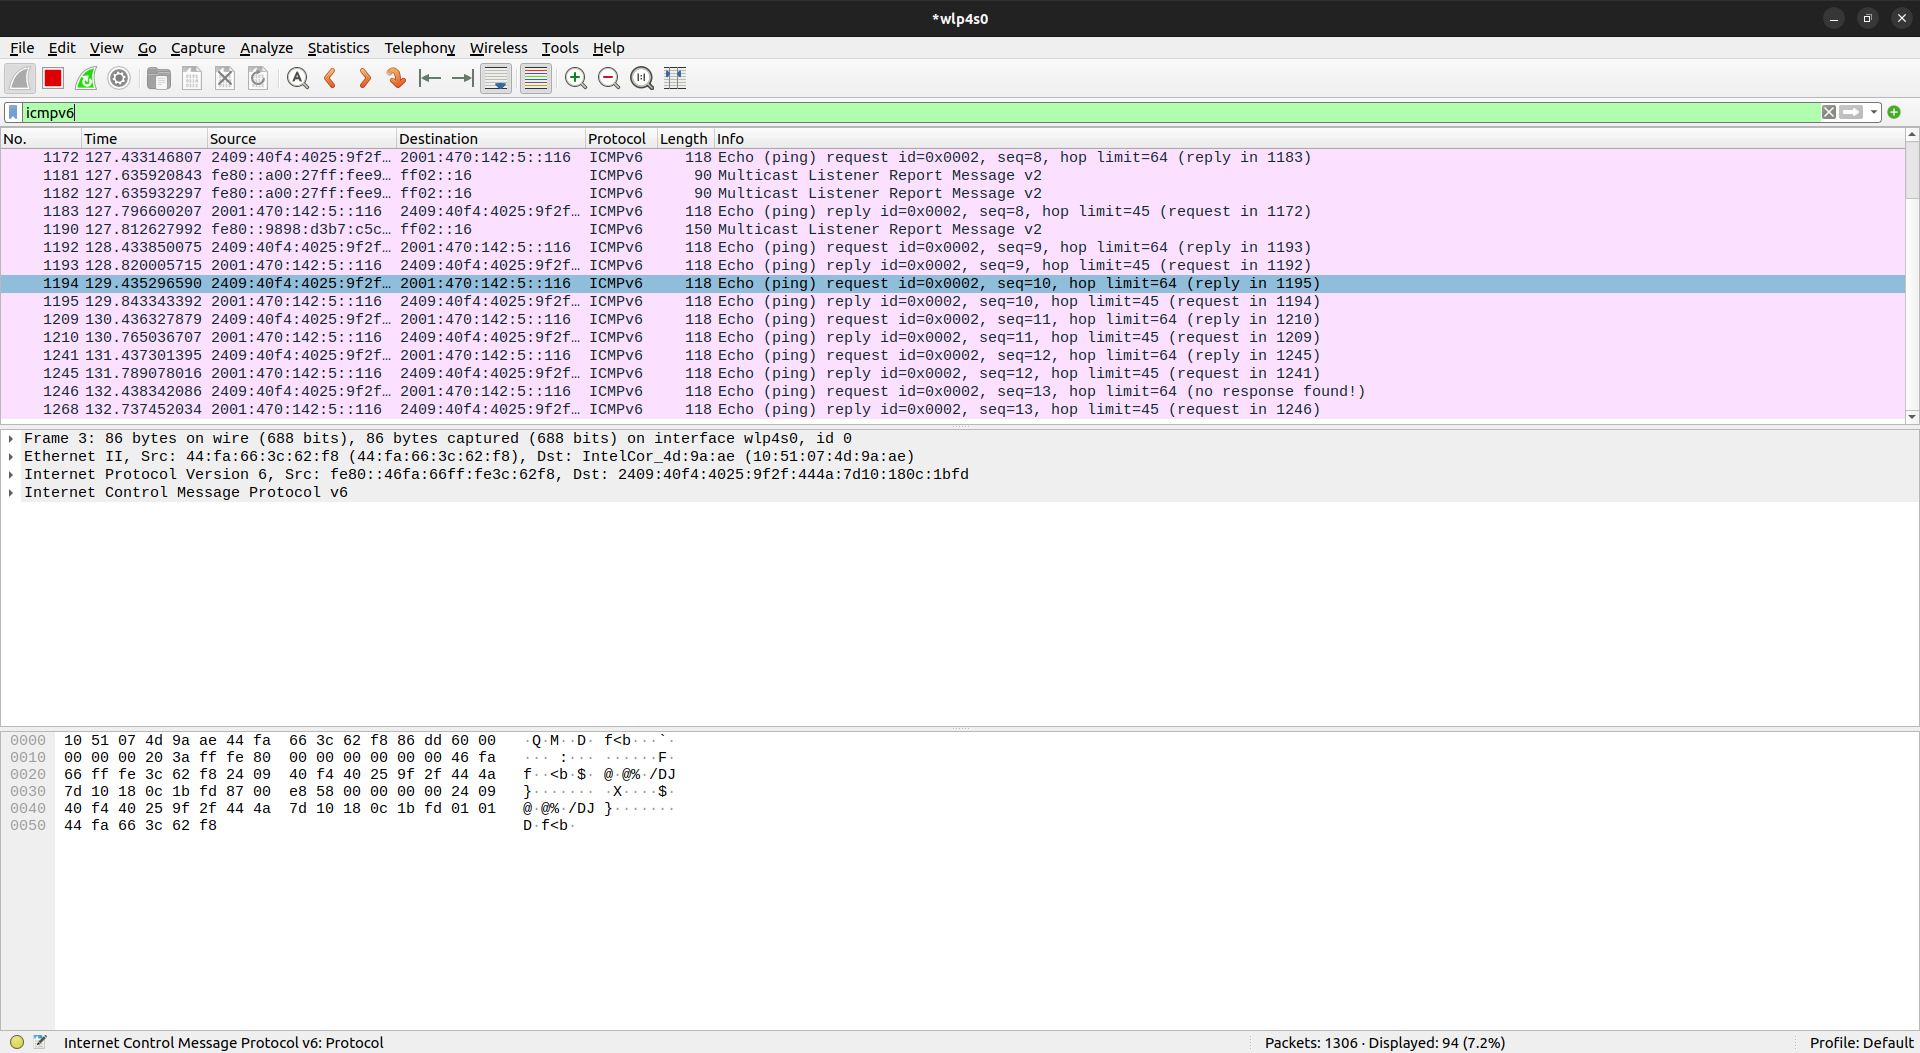 *wlp4s0
File Edit View Go Capture Analyze Statistics Telephony Wireless Tools Help
icmpv6
No. Time Source Destination Protocol Length Info
1172 127.433146807 2409:40f4:4025:9f2f… 2001:470:142:5::116 ICMPv6 118 Echo (ping) request id=0x0002, seq=8, hop limit=64 (reply in 1183)
1181 127.635920843 fe80::a00:27ff:fee9… ff02::16 ICMPv6 90 Multicast Listener Report Message v2
1182 127.635932297 fe80::a00:27ff:fee9… ff02::16 ICMPv6 90 Multicast Listener Report Message v2
1183 127.796600207 2001:470:142:5::116 2409:40f4:4025:9f2f… ICMPv6 118 Echo (ping) reply id=0x0002, seq=8, hop limit=45 (request in 1172)
1190 127.812627992 fe80::9898:d3b7:c5c… ff02::16 ICMPv6 150 Multicast Listener Report Message v2
1192 128.433850075 2409:40f4:4025:9f2f… 2001:470:142:5::116 ICMPv6 118 Echo (ping) request id=0x0002, seq=9, hop limit=64 (reply in 1193)
1193 128.820005715 2001:470:142:5::116 2409:40f4:4025:9f2f… ICMPv6 118 Echo (ping) reply id=0x0002, seq=9, hop limit=45 (request in 1192)
1194 129.435296590 2409:40f4:4025:9f2f… 2001:470:142:5::116 ICMPv6 118 Echo (ping) request id=0x0002, seq=10, hop limit=64 (reply in 1195)
1195 129.843343392 2001:470:142:5::116 2409:40f4:4025:9f2f… ICMPv6 118 Echo (ping) reply id=0x0002, seq=10, hop limit=45 (request in 1194)
1209 130.436327879 2409:40f4:4025:9f2f… 2001:470:142:5::116 ICMPv6 118 Echo (ping) request id=0x0002, seq=11, hop limit=64 (reply in 1210)
1210 130.765036707 2001:470:142:5::116 2409:40f4:4025:9f2f… ICMPv6 118 Echo (ping) reply id=0x0002, seq=11, hop limit=45 (request in 1209)
1241 131.437301395 2409:40f4:4025:9f2f… 2001:470:142:5::116 ICMPv6 118 Echo (ping) request id=0x0002, seq=12, hop limit=64 (reply in 1245)
1245 131.789078016 2001:470:142:5::116 2409:40f4:4025:9f2f… ICMPv6 118 Echo (ping) reply id=0x0002, seq=12, hop limit=45 (request in 1241)
1246 132.438342086 2409:40f4:4025:9f2f… 2001:470:142:5::116 ICMPv6 118 Echo (ping) request id=0x0002, seq=13, hop limit=64 (no response found!)
1268 132.737452034 2001:470:142:5::116 2409:40f4:4025:9f2f… ICMPv6 118 Echo (ping) reply id=0x0002, seq=13, hop limit=45 (request in 1246)
Frame 3: 86 bytes on wire (688 bits), 86 bytes captured (688 bits) on interface wlp4s0, id 0
Ethernet II, Src: 44:fa:66:3c:62:f8 (44:fa:66:3c:62:f8), Dst: IntelCor_4d:9a:ae (10:51:07:4d:9a:ae)
Internet Protocol Version 6, Src: fe80::46fa:66ff:fe3c:62f8, Dst: 2409:40f4:4025:9f2f:444a:7d10:180c:1bfd
Internet Control Message Protocol v6
0000 10 51 07 4d 9a ae 44 fa 66 3c 62 f8 86 dd 60 00 ·Q·M··D· f<b···`·
0010 00 00 00 20 3a ff fe 80 00 00 00 00 00 00 46 fa ··· :··· ······F·
0020 66 ff fe 3c 62 f8 24 09 40 f4 40 25 9f 2f 44 4a f··<b·$· @·@%·/DJ
0030 7d 10 18 0c 1b fd 87 00 e8 58 00 00 00 00 24 09 }······· ·X····$·
0040 40 f4 40 25 9f 2f 44 4a 7d 10 18 0c 1b fd 01 01 @·@%·/DJ }·······
0050 44 fa 66 3c 62 f8 D·f<b·
Internet Control Message Protocol v6: Protocol Packets: 1306 · Displayed: 94 (7.2%) Profile: Default